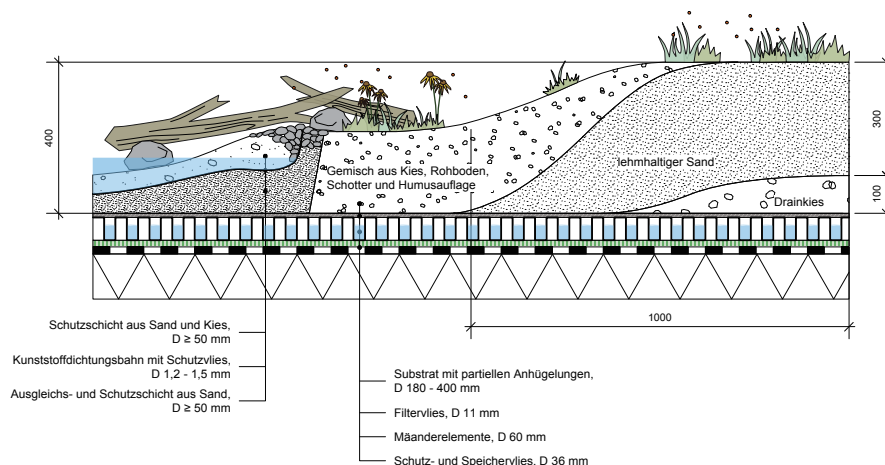 400
300
100
Gemisch aus Kies, Rohboden,
Schotter und Humusauflage
lehmhaltiger Sand
Drainkies
1000
Schutzschicht aus Sand und Kies,
D ≥ 50 mm
Kunststoffdichtungsbahn mit Schutzvlies,
D 1,2 - 1,5 mm
Ausgleichs- und Schutzschicht aus Sand,
D ≥ 50 mm
Substrat mit partiellen Anhügelungen,
D 180 - 400 mm
Filtervlies, D 11 mm
Mäanderelemente, D 60 mm
Schutz- und Speichervlies, D 36 mm